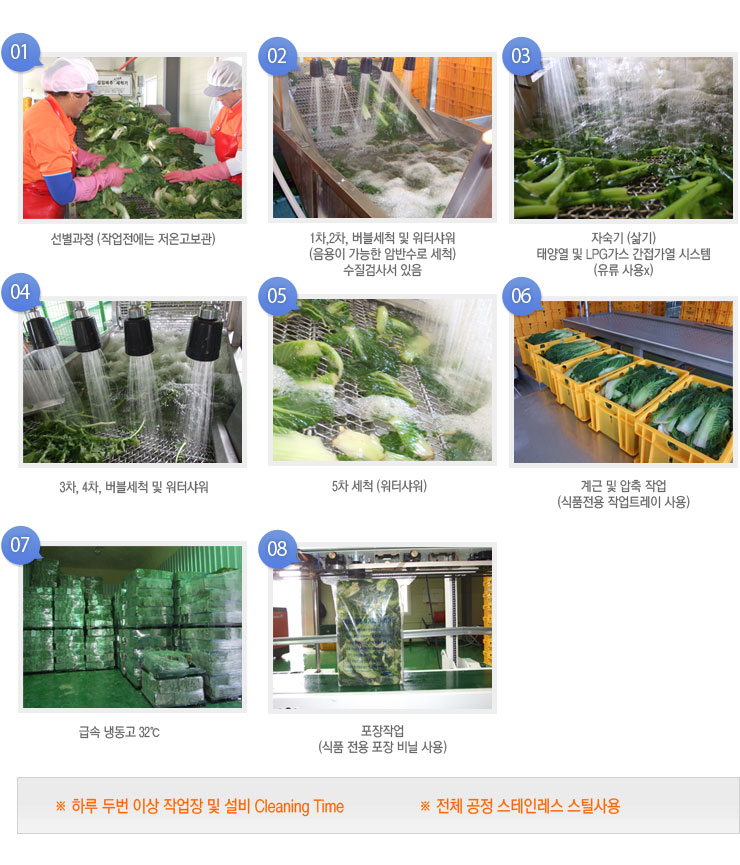 01
02
03
선별과정 (작업전에는 저온고보관)
1차,2차, 버블세척 및 워터샤워
(음용이 가능한 암반수로 세척)
수질검사서 있음
자숙기 (삶기)
태양열 및 LPG가스 간접가열 시스템
(유류 사용x)
04
05
06
3차, 4차, 버블세척 및 워터샤워
5차 세척 (워터샤워)
계근 및 압축 작업
(식품전용 작업트레이 사용)
07
08
급속 냉동고 32℃
포장작업
(식품 전용 포장 비닐 사용)
※ 하루 두번 이상 작업장 및 설비 Cleaning Time
※ 전체 공정 스테인레스 스틸사용